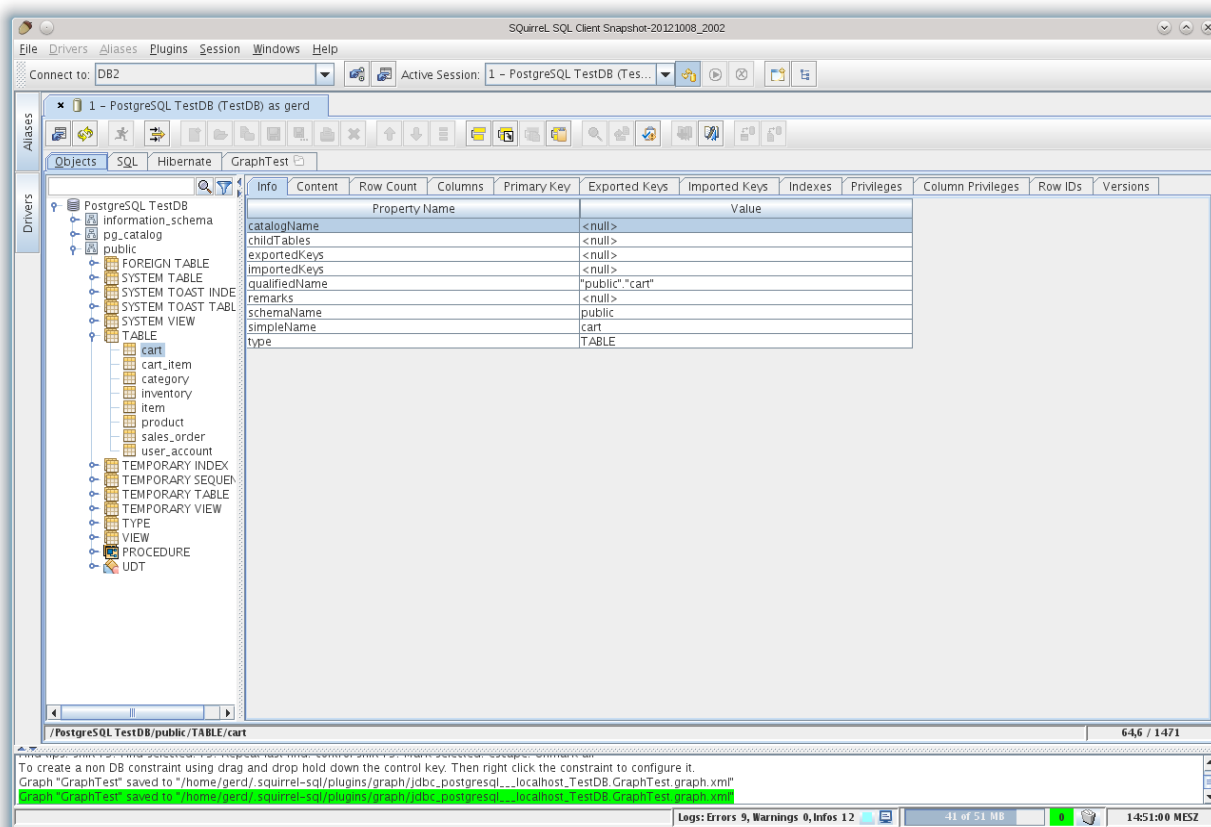 SQuirreL SQL Client Snapshot-20121008_2002
File Drivers Aliases Plugins Session Windows Help
Connect to: DB2 Active Session: 1 – PostgreSQL TestDB (Tes...
1 – PostgreSQL TestDB (TestDB) as gerd
Aliases
Drivers
Objects SQL Hibernate GraphTest
Info Content Row Count Columns Primary Key Exported Keys Imported Keys Indexes Privileges Column Privileges Row IDs Versions
PostgreSQL TestDB
information_schema
pg_catalog
public
FOREIGN TABLE
SYSTEM TABLE
SYSTEM TOAST INDE
SYSTEM TOAST TABL
SYSTEM VIEW
TABLE
cart
cart_item
category
inventory
item
product
sales_order
user_account
TEMPORARY INDEX
TEMPORARY SEQUEN
TEMPORARY TABLE
TEMPORARY VIEW
TYPE
VIEW
PROCEDURE
UDT
Property Name Value
catalogName <null>
childTables <null>
exportedKeys <null>
importedKeys <null>
qualifiedName "public"."cart"
remarks <null>
schemaName public
simpleName cart
type TABLE
/PostgreSQL TestDB/public/TABLE/cart 64,6 / 1471
To create a non DB constraint using drag and drop hold down the control key. Then right click the constraint to configure it.
Graph "GraphTest" saved to "/home/gerd/.squirrel-sql/plugins/graph/jdbc_postgresql___localhost_TestDB.GraphTest.graph.xml"
Graph "GraphTest" saved to "/home/gerd/.squirrel-sql/plugins/graph/jdbc_postgresql___localhost_TestDB.GraphTest.graph.xml"
Logs: Errors 9, Warnings 0, Infos 12 41 of 51 MB 0 14:51:00 MESZ